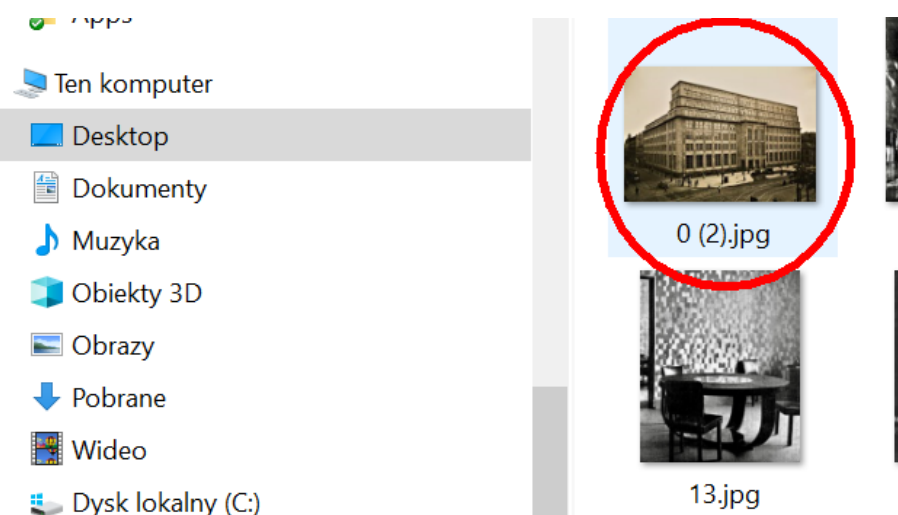 Apps
Ten komputer
Desktop
Dokumenty
Muzyka
Obiekty 3D
Obrazy
Pobrane
Wideo
Dysk lokalny (C:)
0 (2).jpg
13.jpg